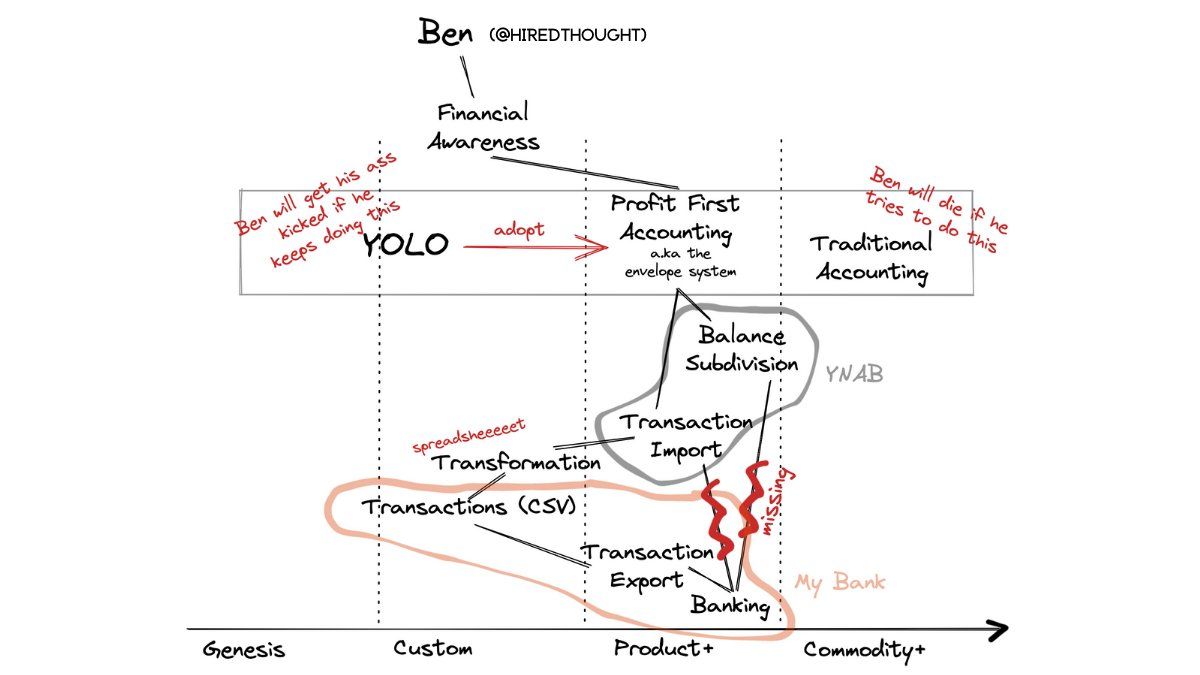 Ben (@HIREDTHOUGHT)
Financial
Awareness
Ben will get his ass
kicked if he
keeps doing this
YOLO
adopt
Profit First
Accounting
a.k.a the
envelope system
Ben will die if he
tries to do this
Traditional
Accounting
Balance
Subdivision
YNAB
Transaction
Import
spreadsheeeeet
Transformation
Transactions (CSV)
missing
Transaction
Export
Banking
My Bank
Genesis
Custom
Product+
Commodity+